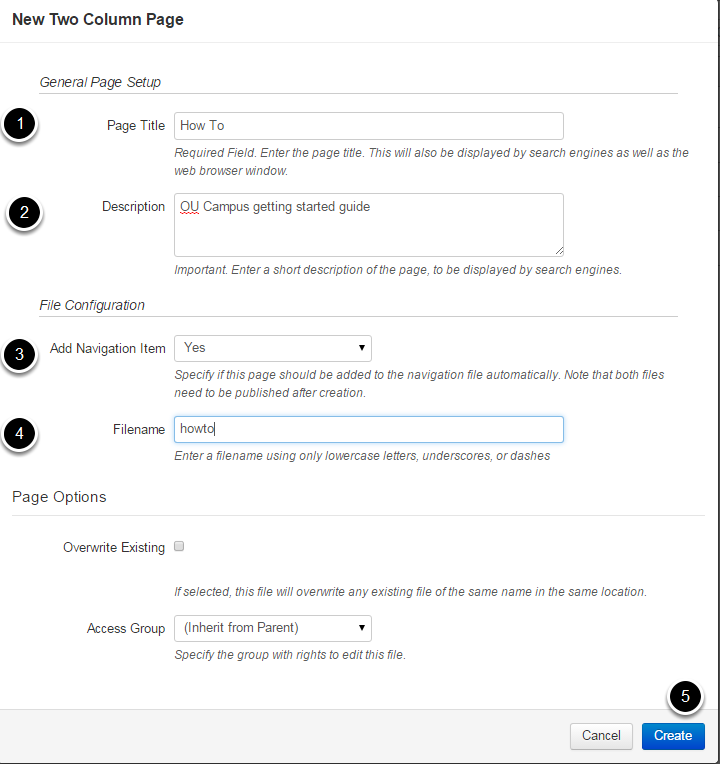 New Two Column Page
General Page Setup
1
Page Title
How To
Required Field. Enter the page title. This will also be displayed by search engines as well as the
web browser window.
2
Description
OU Campus getting started guide
Important. Enter a short description of the page, to be displayed by search engines.
File Configuration
3
Add Navigation Item
Yes
Specify if this page should be added to the navigation file automatically. Note that both files
need to be published after creation.
4
Filename
howto
Enter a filename using only lowercase letters, underscores, or dashes
Page Options
Overwrite Existing
If selected, this file will overwrite any existing file of the same name in the same location.
Access Group
(Inherit from Parent)
Specify the group with rights to edit this file.
5
Cancel
Create